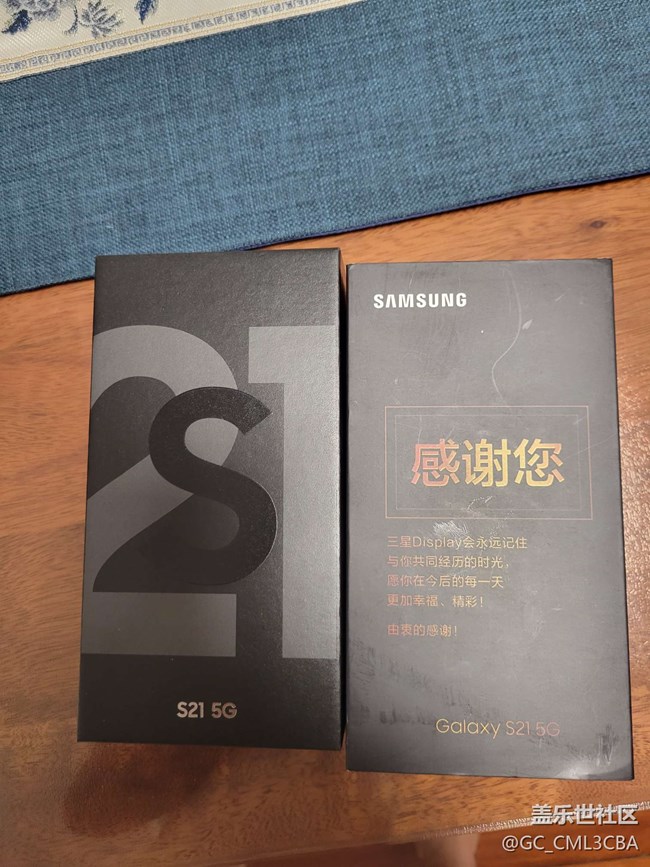 21
S
S21 5G
SAMSUNG
感谢您
三星Display会永远记住
与你共同经历的时光，
愿你在今后的每一天
更加幸福、精彩！
由衷的感谢！
Galaxy S21 5G
盖乐世社区
@GC_CML3CBA